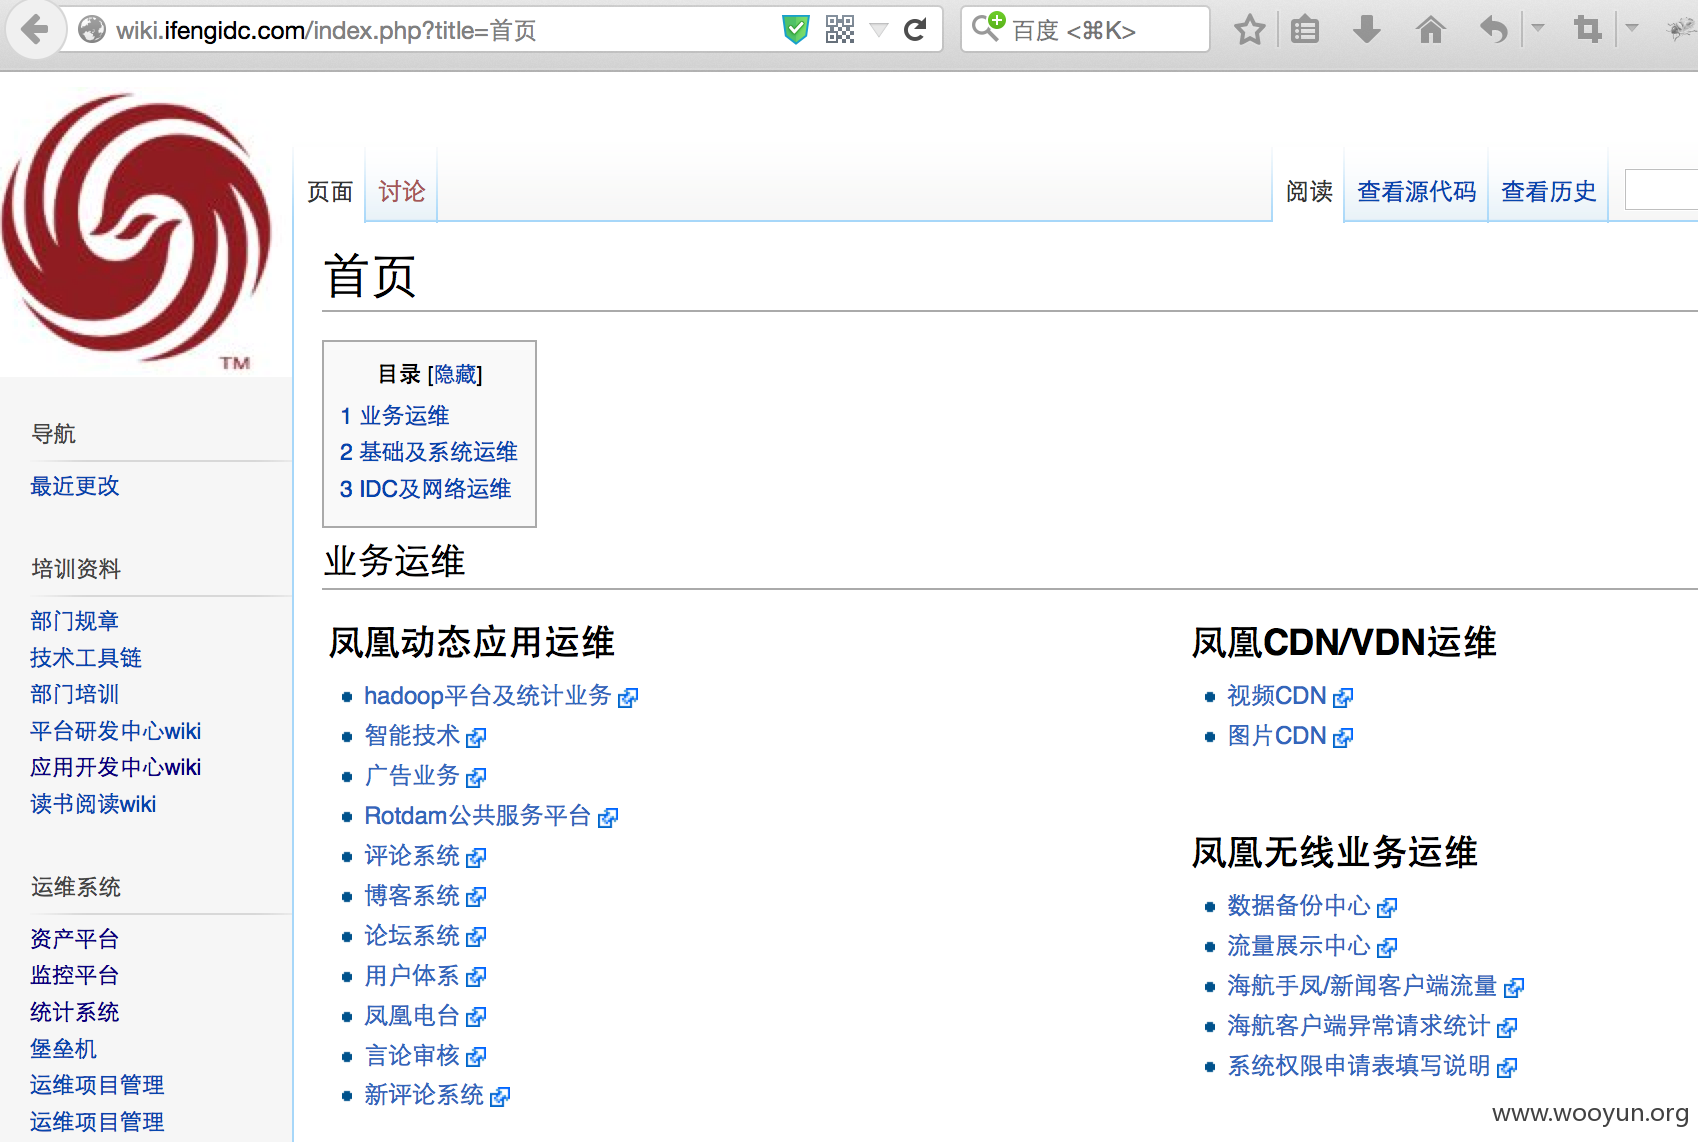 wiki.ifengidc.com/index.php?title=首页
百度 <⌘K>
TM
页面
讨论
阅读
查看源代码
查看历史
首页
目录 [隐藏]
1 业务运维
2 基础及系统运维
3 IDC及网络运维
导航
最近更改
培训资料
部门规章
技术工具链
部门培训
平台研发中心wiki
应用开发中心wiki
读书阅读wiki
运维系统
资产平台
监控平台
统计系统
堡垒机
运维项目管理
运维项目管理
业务运维
凤凰动态应用运维
hadoop平台及统计业务
智能技术
广告业务
Rotdam公共服务平台
评论系统
博客系统
论坛系统
用户体系
凤凰电台
言论审核
新评论系统
凤凰CDN/VDN运维
视频CDN
图片CDN
凤凰无线业务运维
数据备份中心
流量展示中心
海航手凤/新闻客户端流量
海航客户端异常请求统计
系统权限申请表填写说明
www.wooyun.org